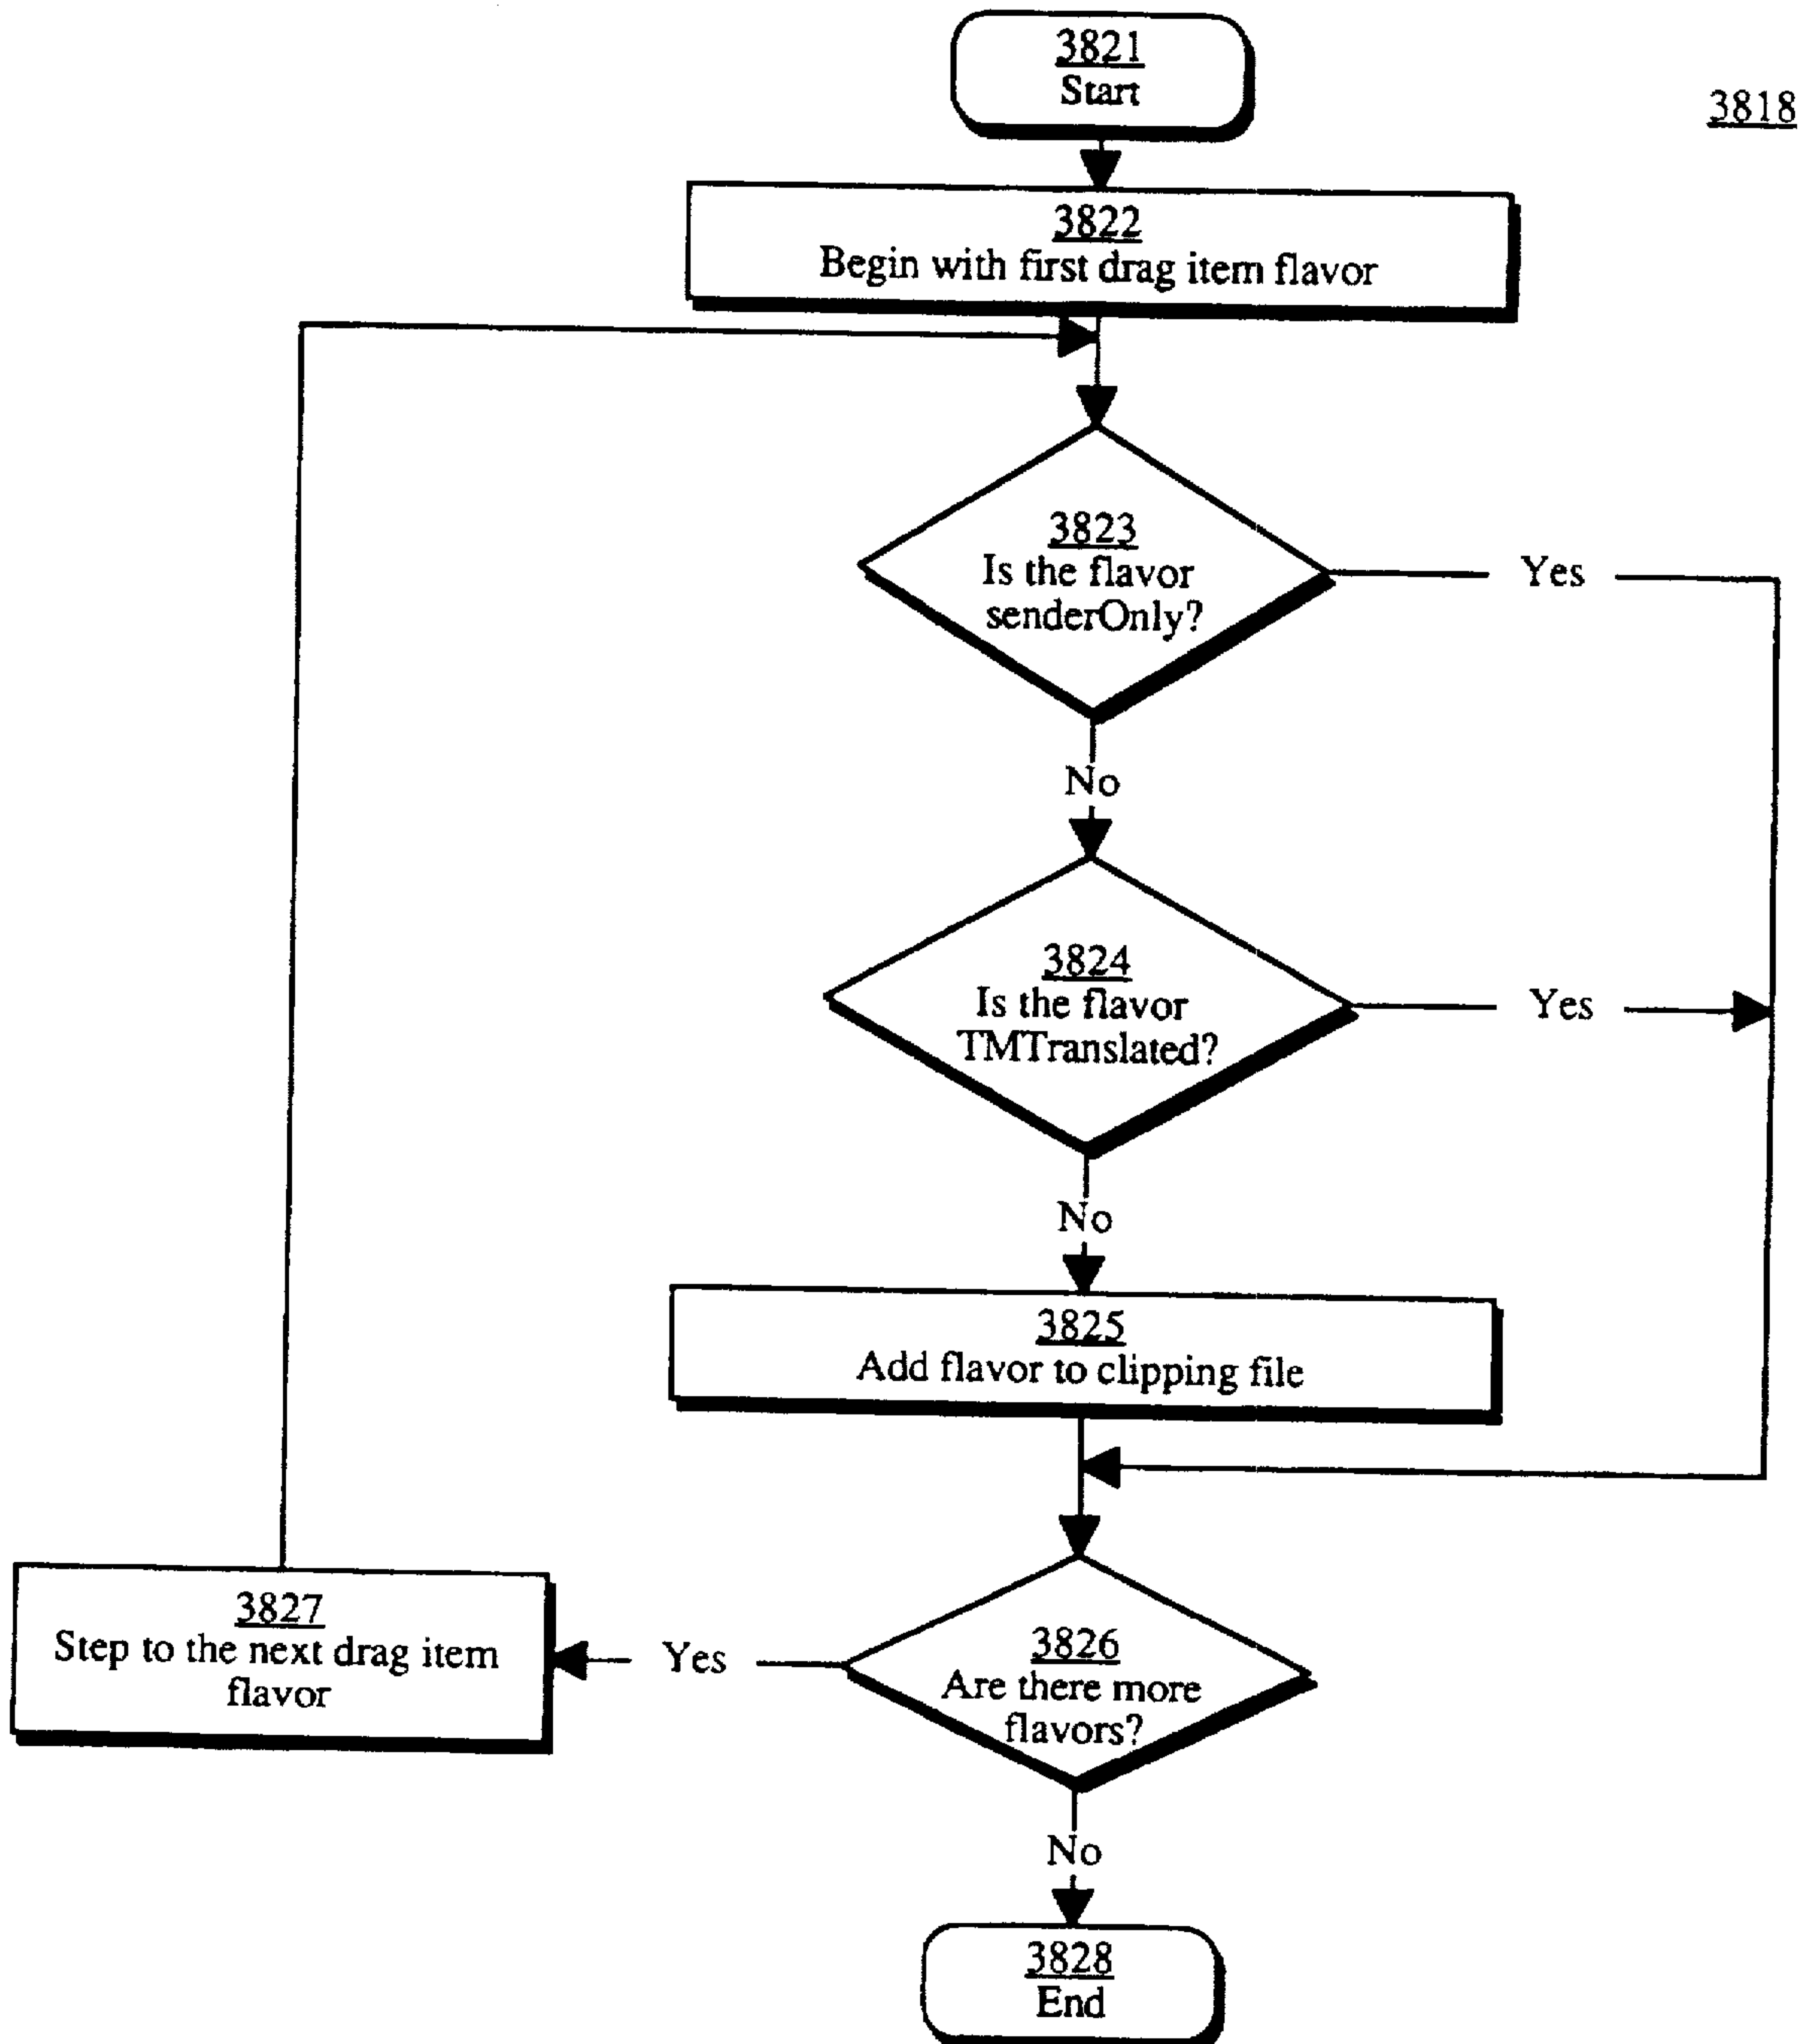 3821
Start
3818
3822
Begin with first drag item flavor
3823
Is the flavor
senderOnly?
Yes
No
3824
Is the flavor
TMTranslated?
Yes
No
3825
Add flavor to clipping file
3827
Step to the next drag item
flavor
Yes
3826
Are there more
flavors?
No
3828
End